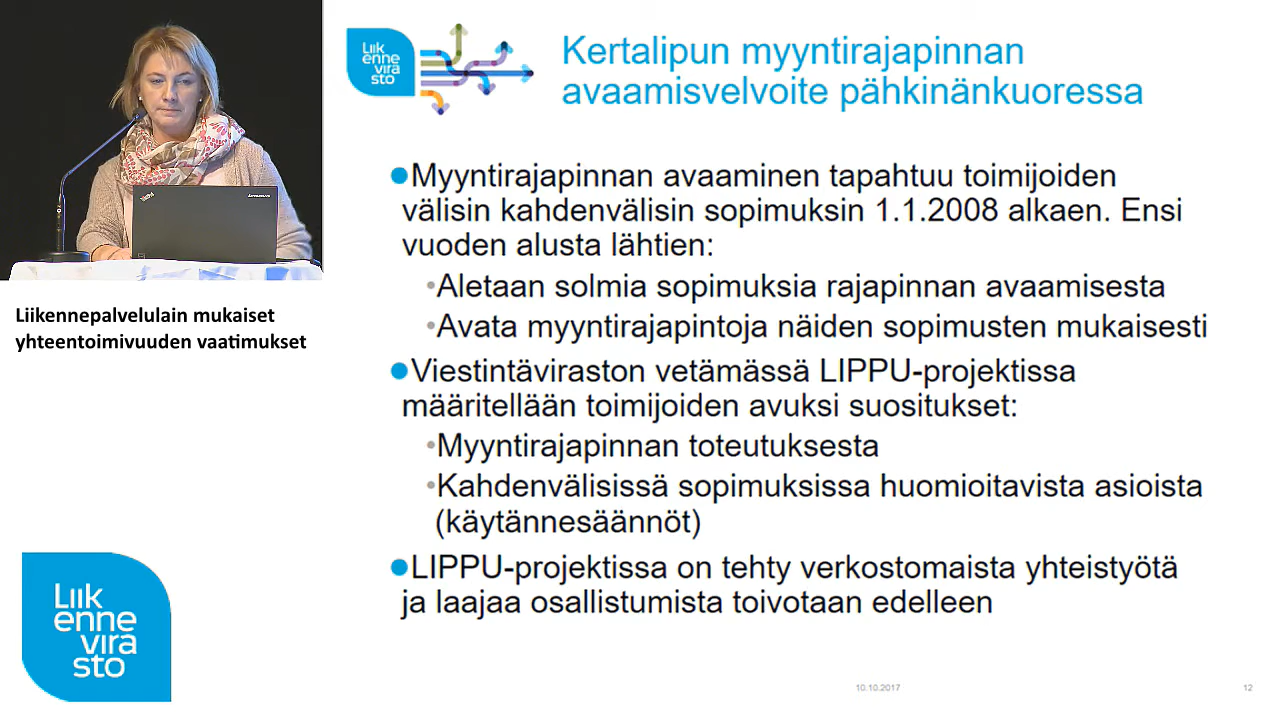 Liik
enne
vira
sto
Kertalipun myyntirajapinnan
avaamisvelvoite pähkinänkuoressa
•Myyntirajapinnan avaaminen tapahtuu toimijoiden
välisin kahdenvälisin sopimuksin 1.1.2008 alkaen. Ensi
vuoden alusta lähtien:
•Aletaan solmia sopimuksia rajapinnan avaamisesta
•Avata myyntirajapintoja näiden sopimusten mukaisesti
•Viestintäviraston vetämässä LIPPU-projektissa
määritellään toimijoiden avuksi suositukset:
•Myyntirajapinnan toteutuksesta
•Kahdenvälisissä sopimuksissa huomioitavista asioista
(käytännesäännöt)
•LIPPU-projektissa on tehty verkostomaista yhteistyötä
ja laajaa osallistumista toivotaan edelleen
10.10.2017
12
Liikennepalvelulain mukaiset
yhteentoimivuuden vaatimukset
Liik
enne
vira
sto